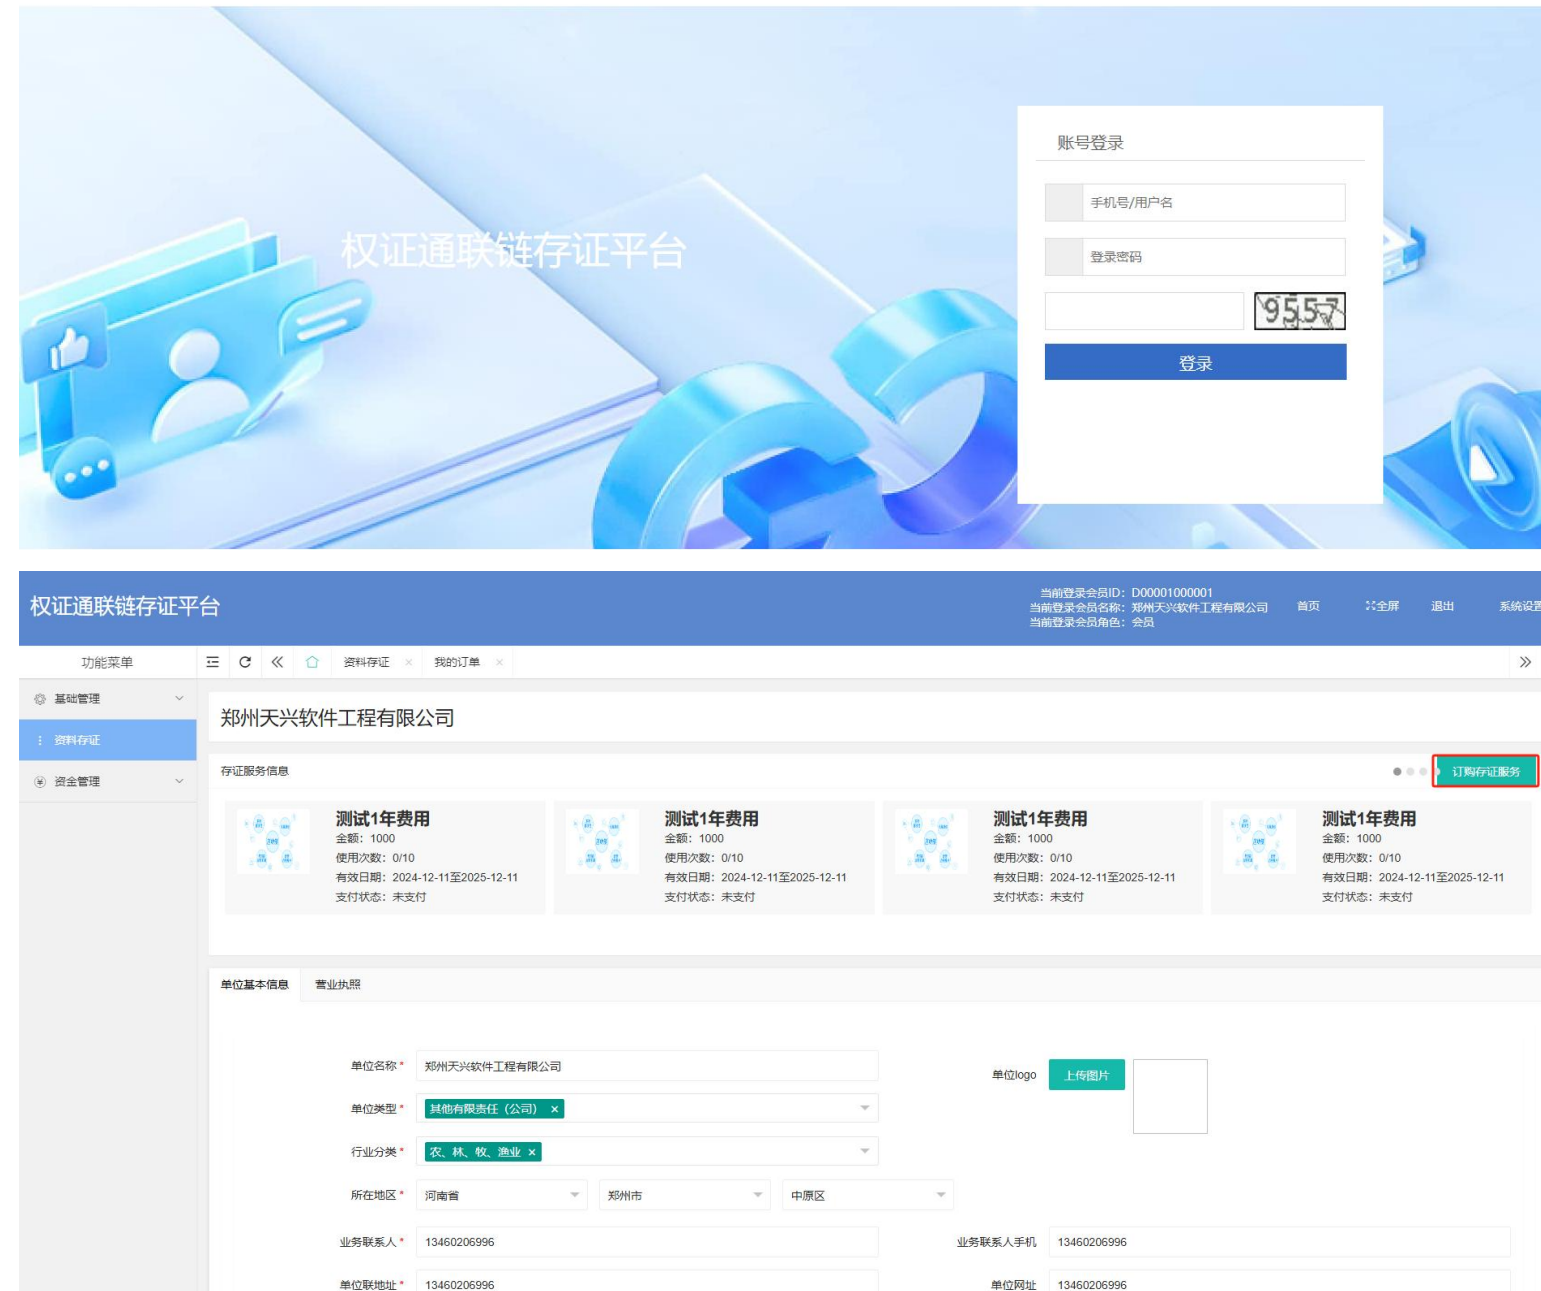 账号登录
手机号/用户名
权证通联链存证平台
登录密码
9557
登录
权证通联链存证平台
当前登录会员ID：D00001000001
当前登录会员名称：郑州天兴软件工程有限公司
当前登录会员角色：会员
首页
全屏
退出
系统设置
功能菜单
资料存证 ×
我的订单 ×
基础管理
资料存证
资金管理
郑州天兴软件工程有限公司
存证服务信息
订购存证服务
测试1年费用
金额：1000
使用次数：0/10
有效日期：2024-12-11至2025-12-11
支付状态：未支付
测试1年费用
金额：1000
使用次数：0/10
有效日期：2024-12-11至2025-12-11
支付状态：未支付
测试1年费用
金额：1000
使用次数：0/10
有效日期：2024-12-11至2025-12-11
支付状态：未支付
测试1年费用
金额：1000
使用次数：0/10
有效日期：2024-12-11至2025-12-11
支付状态：未支付
单位基本信息
营业执照
单位名称* 郑州天兴软件工程有限公司
单位logo 上传图片
单位类型* 其他有限责任（公司） ×
行业分类* 农、林、牧、渔业 ×
所在地区* 河南省 郑州市 中原区
业务联系人* 13460206996
业务联系人手机 13460206996
单位联地址* 13460206996
单位网址 13460206996